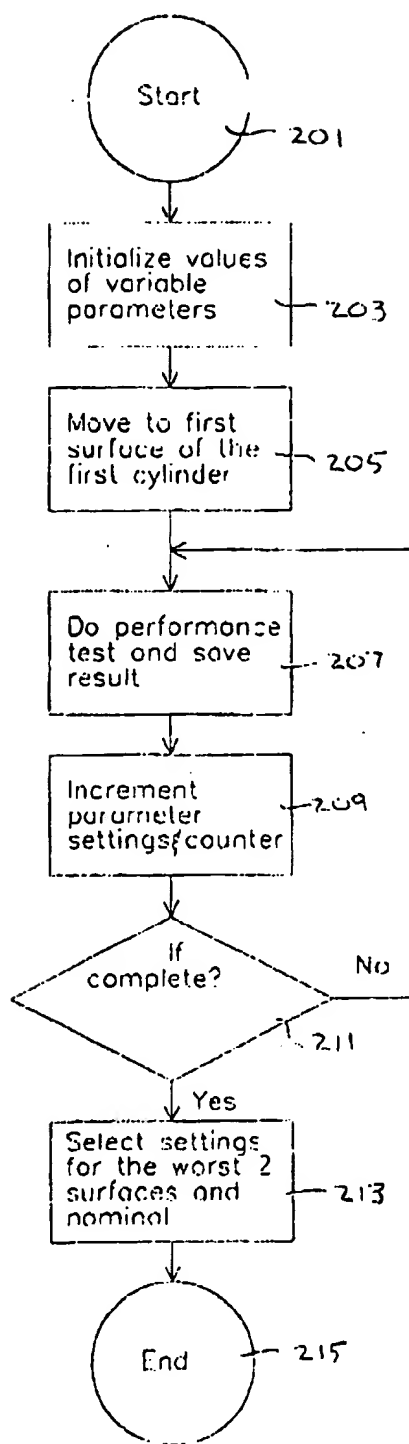 Start
201
Initialize values
of variable
parameters
203
Move to first
surface of the
first cylinder
205
Do performance
test and save
result
207
Increment
parameter
settings & counter
209
If
complete?
No
211
Yes
Select settings
for the worst 2
surfaces and
nominal
213
End
215